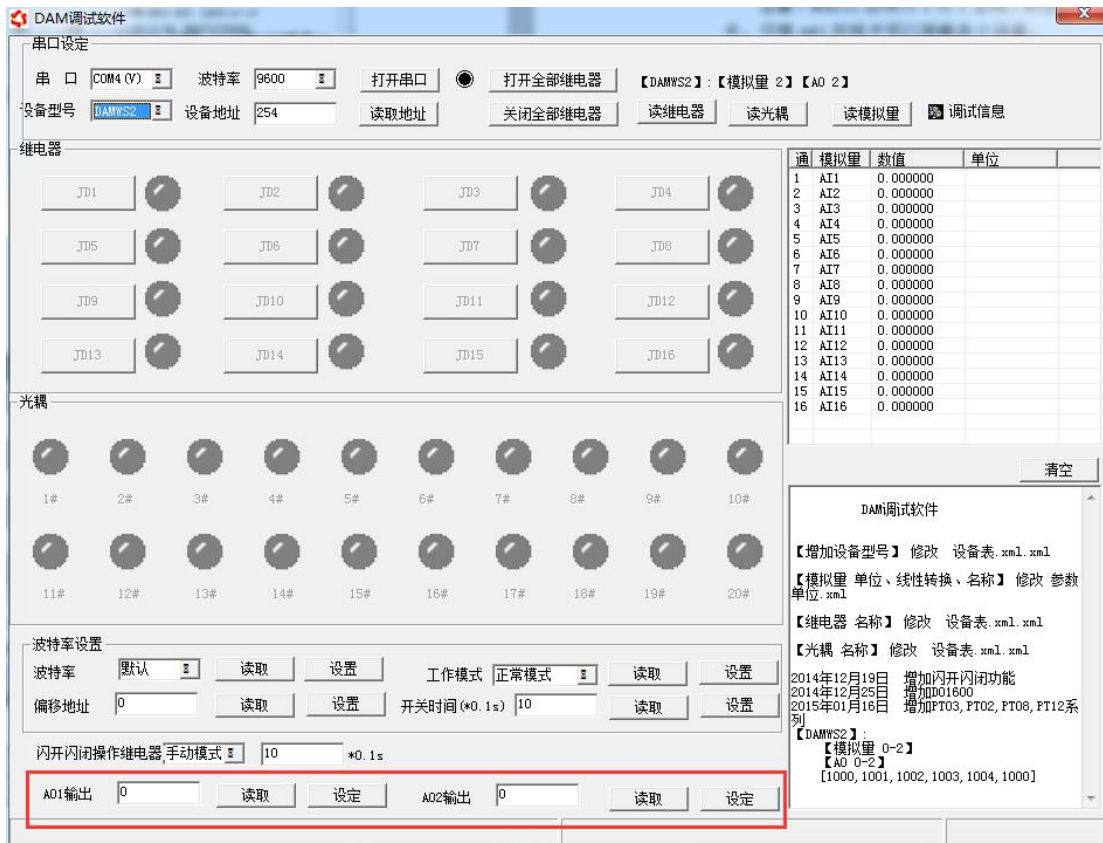 DAM调试软件
串口设定
串 口 COM4(V) 波特率 9600 打开串口 打开全部继电器 【DAMWS2】:【模拟量 2】【AO 2】
设备型号 DAMWS2 设备地址 254 读取地址 关闭全部继电器 读继电器 读光耦 读模拟量 调试信息
继电器
JD1 JD2 JD3 JD4
JD5 JD6 JD7 JD8
JD9 JD10 JD11 JD12
JD13 JD14 JD15 JD16
通 模拟量 数值 单位
1 AI1 0.000000
2 AI2 0.000000
3 AI3 0.000000
4 AI4 0.000000
5 AI5 0.000000
6 AI6 0.000000
7 AI7 0.000000
8 AI8 0.000000
9 AI9 0.000000
10 AI10 0.000000
11 AI11 0.000000
12 AI12 0.000000
13 AI13 0.000000
14 AI14 0.000000
15 AI15 0.000000
16 AI16 0.000000
清空
光耦
1# 2# 3# 4# 5# 6# 7# 8# 9# 10#
11# 12# 13# 14# 15# 16# 17# 18# 19# 20#
DAM调试软件
【增加设备型号】 修改 设备表.xml.xml
【模拟量 单位、线性转换、名称】 修改 参数
单位.xml
【继电器 名称】 修改 设备表.xml.xml
【光耦 名称】 修改 设备表.xml.xml
2014年12月19日 增加闪开闪闭功能
2014年12月25日 增加DO1600
2015年01月16日 增加PT03,PT02,PT08,PT12系
列
【DAMWS2】:
【模拟量 0-2】
【AO 0-2】
[1000,1001,1002,1003,1004,1000]
波特率设置
波特率 默认 读取 设置 工作模式 正常模式 读取 设置
偏移地址 0 读取 设置 开关时间(*0.1s) 10 读取 设置
闪开闪闭操作继电器 手动模式 10 *0.1s
AO1输出 0 读取 设定 AO2输出 0 读取 设定